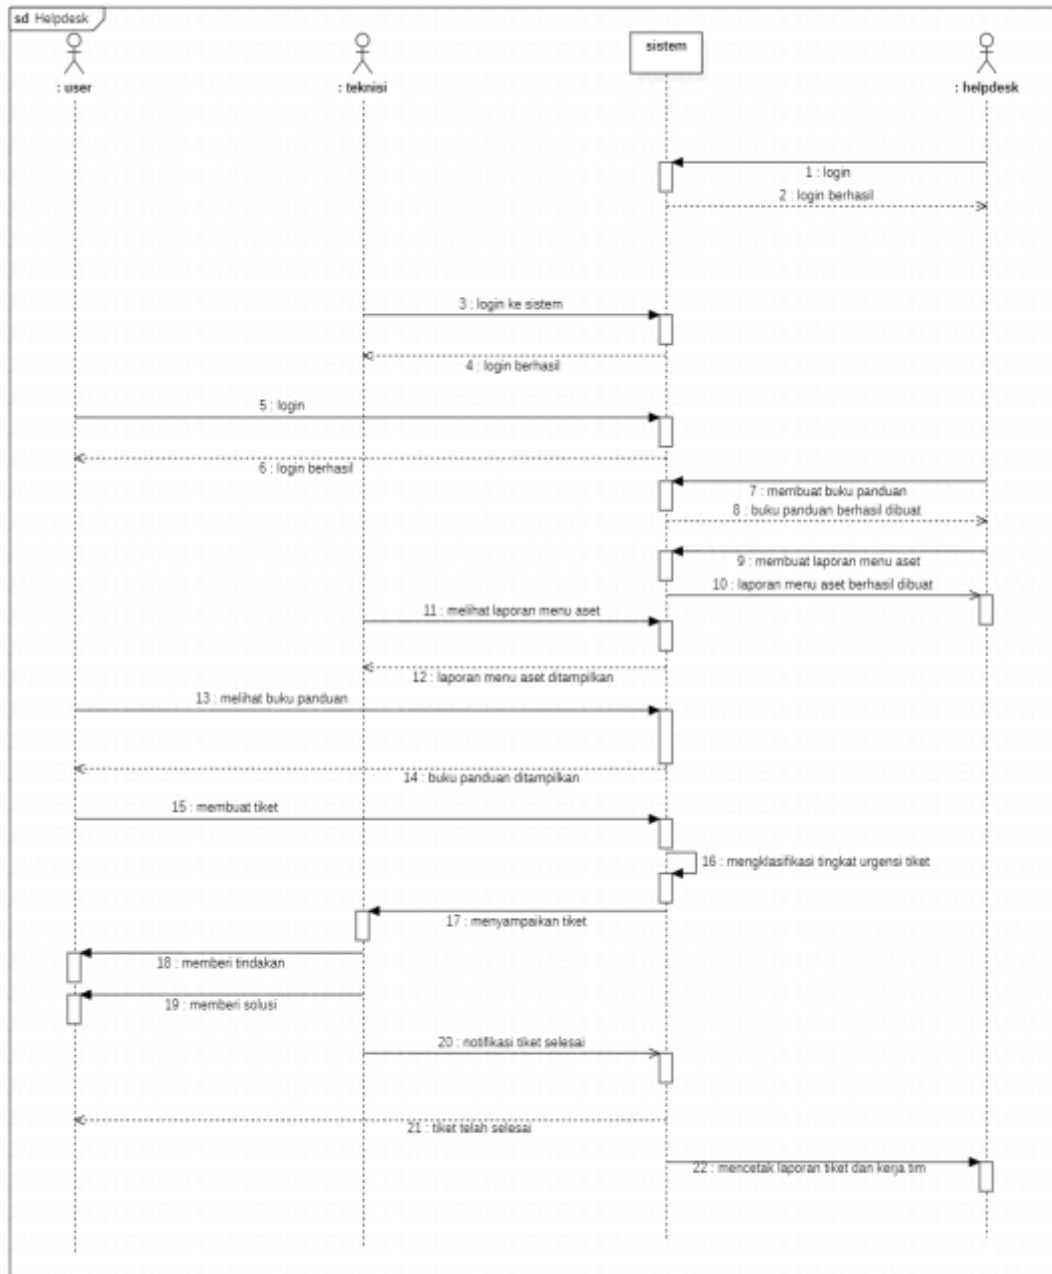 sd Helpdesk
sistem
: user
: teknisi
: helpdesk
1 : login
2 : login berhasil
3 : login ke sistem
4 : login berhasil
5 : login
6 : login berhasil
7 : membuat buku panduan
8 : buku panduan berhasil dibuat
9 : membuat laporan menu aset
10 : laporan menu aset berhasil dibuat
11 : melihat laporan menu aset
12 : laporan menu aset ditampilkan
13 : melihat buku panduan
14 : buku panduan ditampilkan
15 : membuat tiket
16 : mengklasifikasi tingkat urgensi tiket
17 : menyampaikan tiket
18 : memberi tindakan
19 : memberi solusi
20 : notifikasi tiket selesai
21 : tiket telah selesai
22 : mencetak laporan tiket dan kerja tim
UNREGISTERED